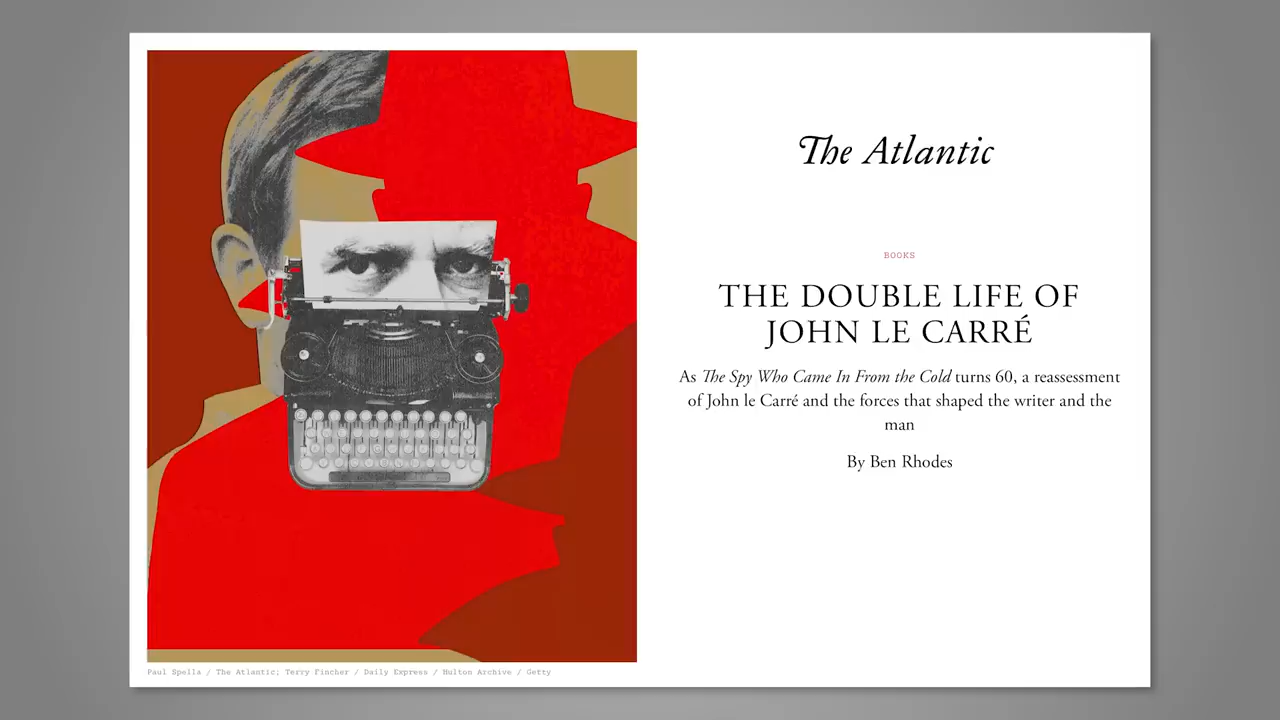 The Atlantic
BOOKS
THE DOUBLE LIFE OF
JOHN LE CARRÉ
As The Spy Who Came In From the Cold turns 60, a reassessment
of John le Carré and the forces that shaped the writer and the
man
By Ben Rhodes
Paul Spella / The Atlantic; Terry Fincher / Daily Express / Hulton Archive / Getty